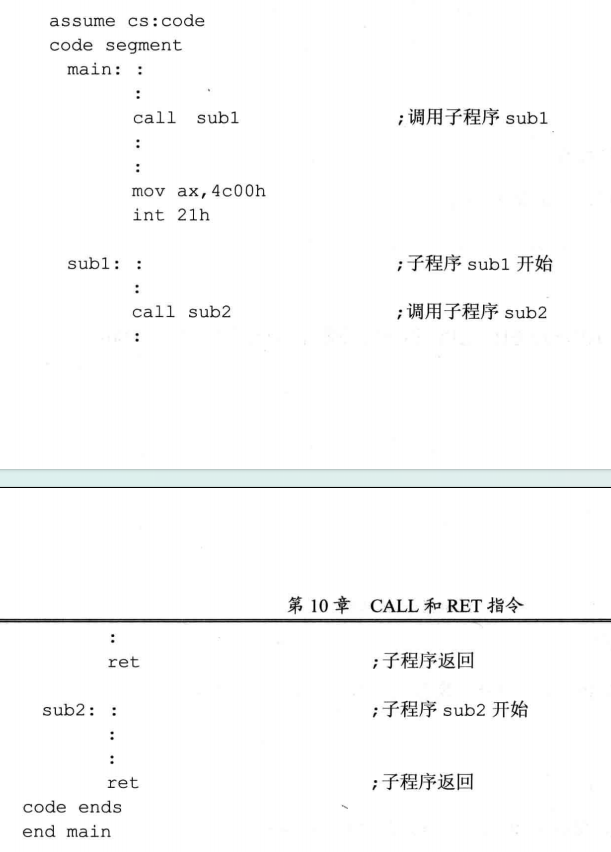 assume cs:code
code segment
main: :
:
call sub1 ;调用子程序 sub1
:
:
mov ax,4c00h
int 21h
sub1: : ;子程序 sub1 开始
:
call sub2 ;调用子程序 sub2
:
第 10 章 CALL 和 RET 指令
:
ret ;子程序返回
sub2: : ;子程序 sub2 开始
:
:
ret ;子程序返回
code ends
end main